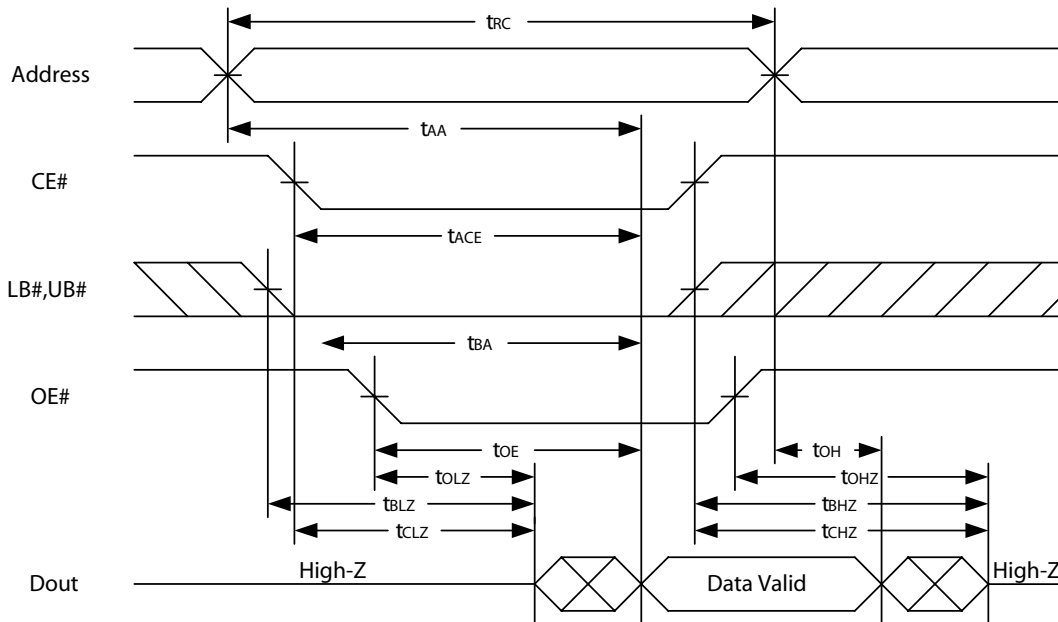 tRC
Address
tAA
CE#
tACE
LB#,UB#
tBA
OE#
tOE
tOH
tOLZ
tOHZ
tBLZ
tBHZ
tCLZ
tCHZ
Dout
High-Z
Data Valid
High-Z